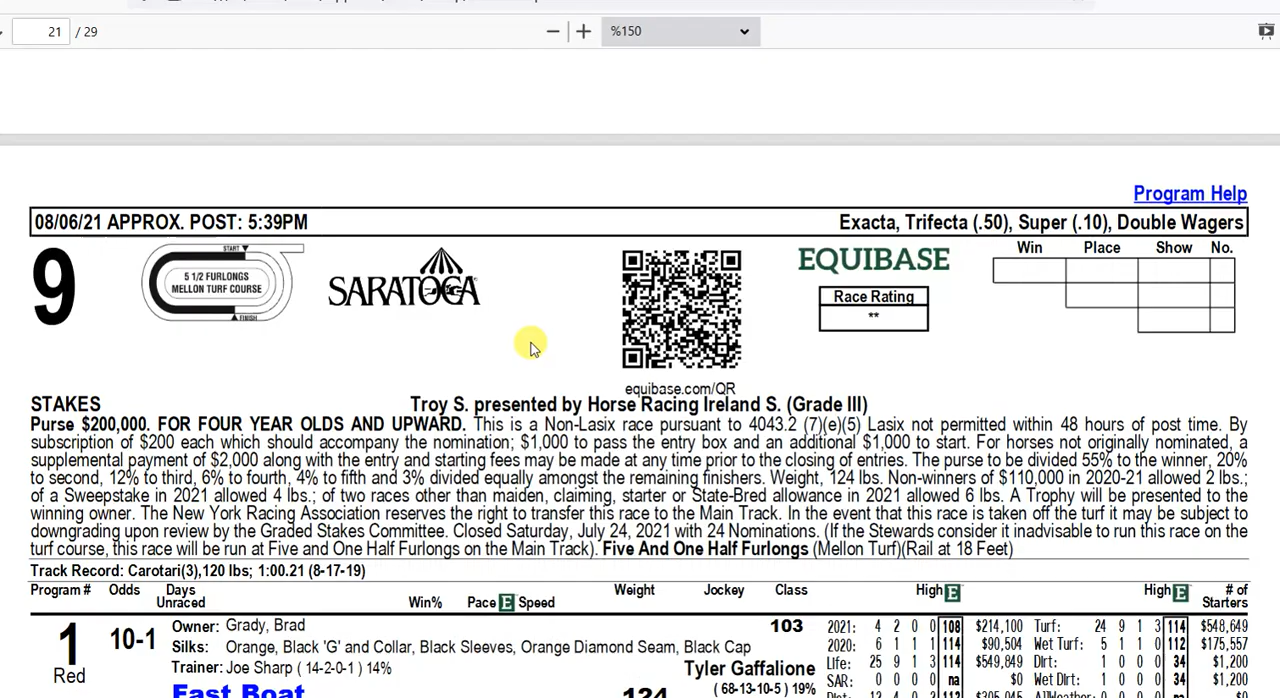 21 / 29 %150
Program Help
08/06/21 APPROX. POST: 5:39PM Exacta, Trifecta (.50), Super (.10), Double Wagers
9
START
5 1/2 FURLONGS
MELLON TURF COURSE
FINISH
SARATOGA
equibase.com/QR
EQUIBASE
Race Rating
**
Win Place Show No.
STAKES Troy S. presented by Horse Racing Ireland S. (Grade III)
Purse $200,000. FOR FOUR YEAR OLDS AND UPWARD. This is a Non-Lasix race pursuant to 4043.2 (7)(e)(5) Lasix not permitted within 48 hours of post time. By
subscription of $200 each which should accompany the nomination; $1,000 to pass the entry box and an additional $1,000 to start. For horses not originally nominated, a
supplemental payment of $2,000 along with the entry and starting fees may be made at any time prior to the closing of entries. The purse to be divided 55% to the winner, 20%
to second, 12% to third, 6% to fourth, 4% to fifth and 3% divided equally amongst the remaining finishers. Weight, 124 lbs. Non-winners of $110,000 in 2020-21 allowed 2 lbs.;
of a Sweepstake in 2021 allowed 4 lbs.; of two races other than maiden, claiming, starter or State-Bred allowance in 2021 allowed 6 lbs. A Trophy will be presented to the
winning owner. The New York Racing Association reserves the right to transfer this race to the Main Track. In the event that this race is taken off the turf it may be subject to
downgrading upon review by the Graded Stakes Committee. Closed Saturday, July 24, 2021 with 24 Nominations. (If the Stewards consider it inadvisable to run this race on the
turf course, this race will be run at Five and One Half Furlongs on the Main Track). Five And One Half Furlongs (Mellon Turf)(Rail at 18 Feet)
Track Record: Carotari(3),120 lbs; 1:00.21 (8-17-19)
Program # Odds Days Unraced Win% Pace E Speed Weight Jockey Class High E High E # of Starters
1 10-1 Owner: Grady, Brad 103 2021: 4 2 0 0 108 $214,100 Turf: 24 9 1 3 114 $548,649
Silks: Orange, Black 'G' and Collar, Black Sleeves, Orange Diamond Seam, Black Cap 2020: 6 1 1 1 114 $90,504 Wet Turf: 5 1 1 0 112 $175,557
Red Trainer: Joe Sharp ( 14-2-0-1 ) 14% Tyler Gaffalione Life: 25 9 1 3 114 $549,849 Dirt: 1 0 0 0 34 $1,200
Fast Boat 124 ( 68-13-10-5 ) 19% SAR: 0 0 0 0 na $0 Wet Dirt: 1 0 0 0 34 $1,200